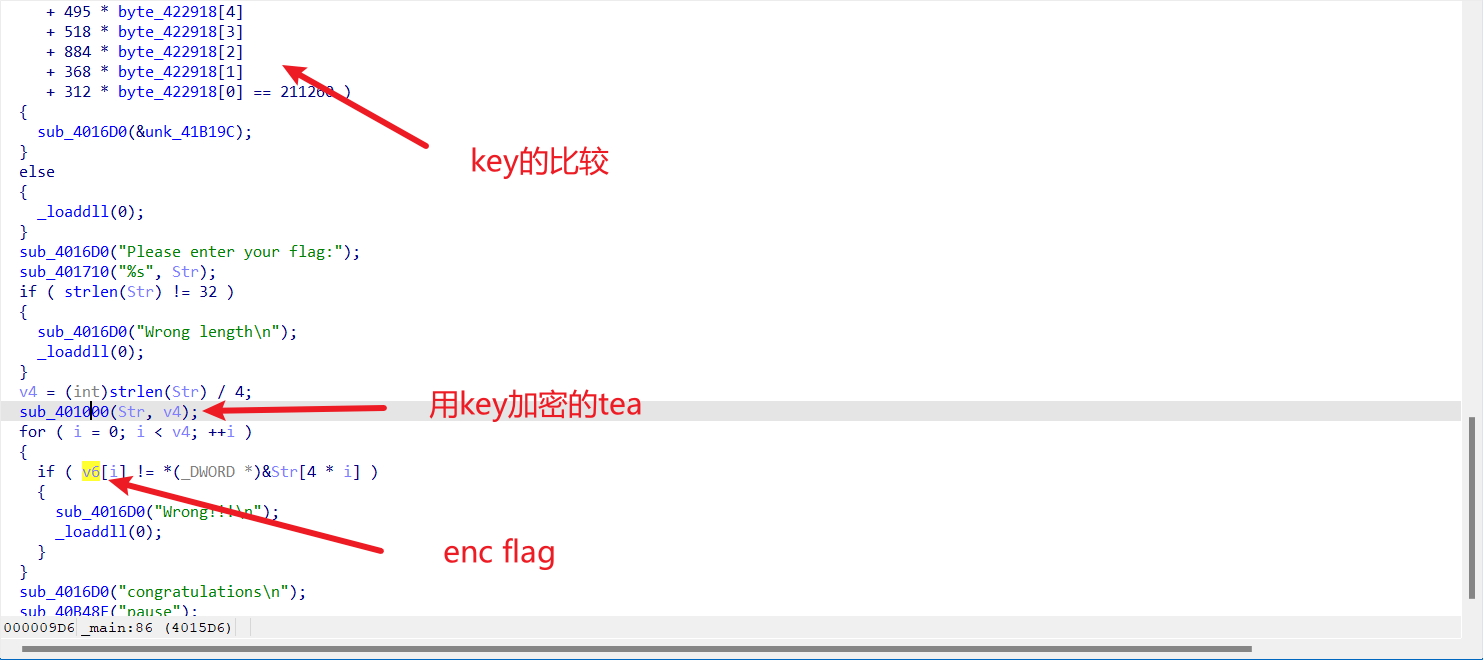 + 495 * byte_422918[4]
+ 518 * byte_422918[3]
+ 884 * byte_422918[2]
+ 368 * byte_422918[1]
+ 312 * byte_422918[0] == 211260 )
{
sub_4016D0(&unk_41B19C);
}
else
{
_loaddll(0);
}
sub_4016D0("Please enter your flag:");
sub_401710("%s", Str);
if ( strlen(Str) != 32 )
{
sub_4016D0("Wrong length\n");
_loaddll(0);
}
v4 = (int)strlen(Str) / 4;
sub_401000(Str, v4);
for ( i = 0; i < v4; ++i )
{
if ( v6[i] != *(_DWORD *)&Str[4 * i] )
{
sub_4016D0("Wrong!!!\n");
_loaddll(0);
}
}
sub_4016D0("congratulations\n");
sub_40B48F("pause");
key的比较
用key加密的tea
enc flag
000009D6 _main:86 (4015D6)